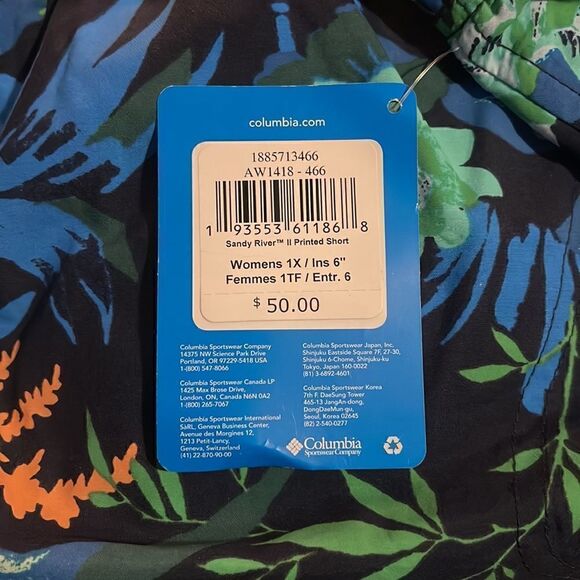 columbia.com
1885713466
AW1418 - 466
1 93553 61186 8
Sandy River™ II Printed Short
Womens 1X / Ins 6"
Femmes 1TF / Entr. 6
$ 50.00
Columbia Sportswear Company
14375 NW Science Park Drive
Portland, OR 97229-5418 USA
1-(800) 547-8066
Columbia Sportswear Canada LP
1425 Max Brose Drive,
London, ON, Canada N6N 0A2
1-(800) 265-7067
Columbia Sportswear International
SàRL, Geneva Business Center,
Avenue des Morgines 12,
1213 Petit-Lancy,
Geneva, Switzerland
(41) 22-870-90-00
Columbia Sportswear Japan, Inc.
Shinjuku Eastside Square 7F, 27-30,
Shinjuku 6-Chome, Shinjuku-ku
Tokyo, Japan 160-0022
(81) 3-6892-4601
Columbia Sportswear Korea
7th F. DaeSung Tower
465-13 JangAn-dong,
DongDaeMun-gu,
Seoul, Korea 02645
(82) 2-540-0277
Columbia
Sportswear Company